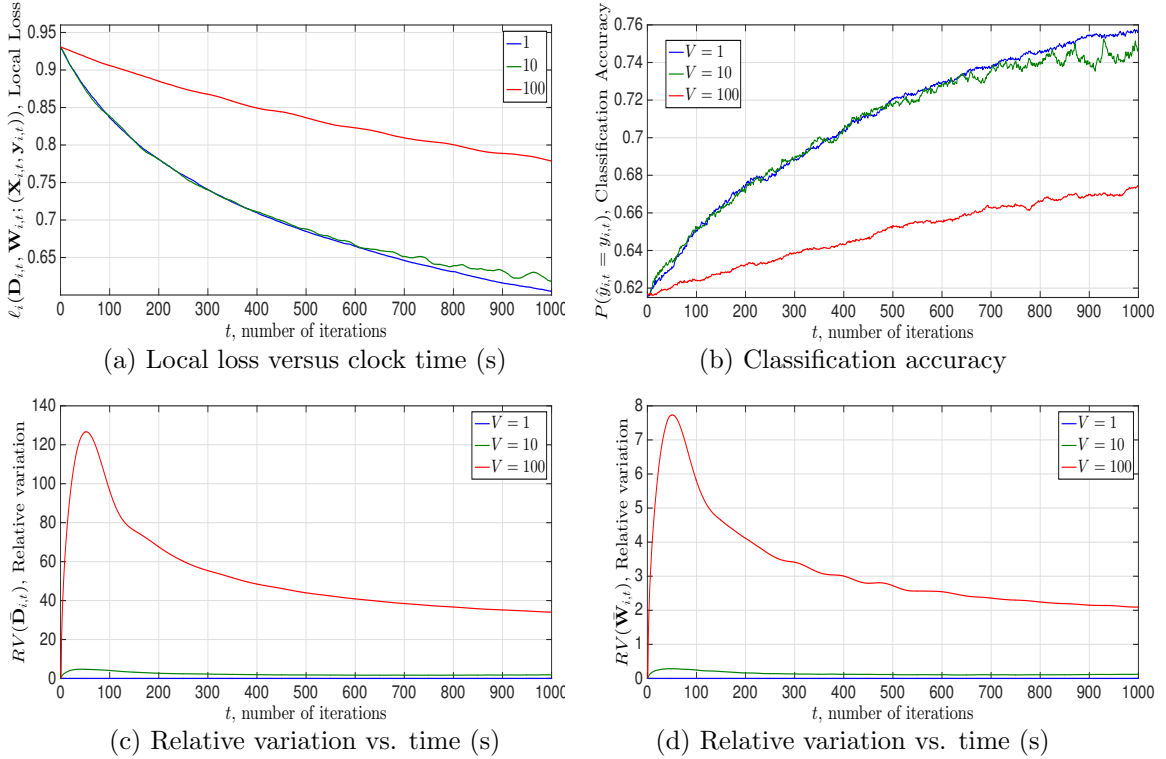 ℓ_i(D_{i,t}, W_{i,t}; (X_{i,t}, y_{i,t})), Local Loss
0.95
0.9
0.85
0.8
0.75
0.7
0.65
1
10
100
0 100 200 300 400 500 600 700 800 900 1000
t, number of iterations
(a) Local loss versus clock time (s)
P(ŷ_{i,t} = y_{i,t}), Classification Accuracy
0.76
0.74
0.72
0.7
0.68
0.66
0.64
0.62
V = 1
V = 10
V = 100
0 100 200 300 400 500 600 700 800 900 1000
t, number of iterations
(b) Classification accuracy
RV(D̄_{i,t}), Relative variation
140
120
100
80
60
40
20
0
V = 1
V = 10
V = 100
0 100 200 300 400 500 600 700 800 900 1000
t, number of iterations
(c) Relative variation vs. time (s)
RV(W̄_{i,t}), Relative variation
8
7
6
5
4
3
2
1
0
V = 1
V = 10
V = 100
0 100 200 300 400 500 600 700 800 900 1000
t, number of iterations
(d) Relative variation vs. time (s)